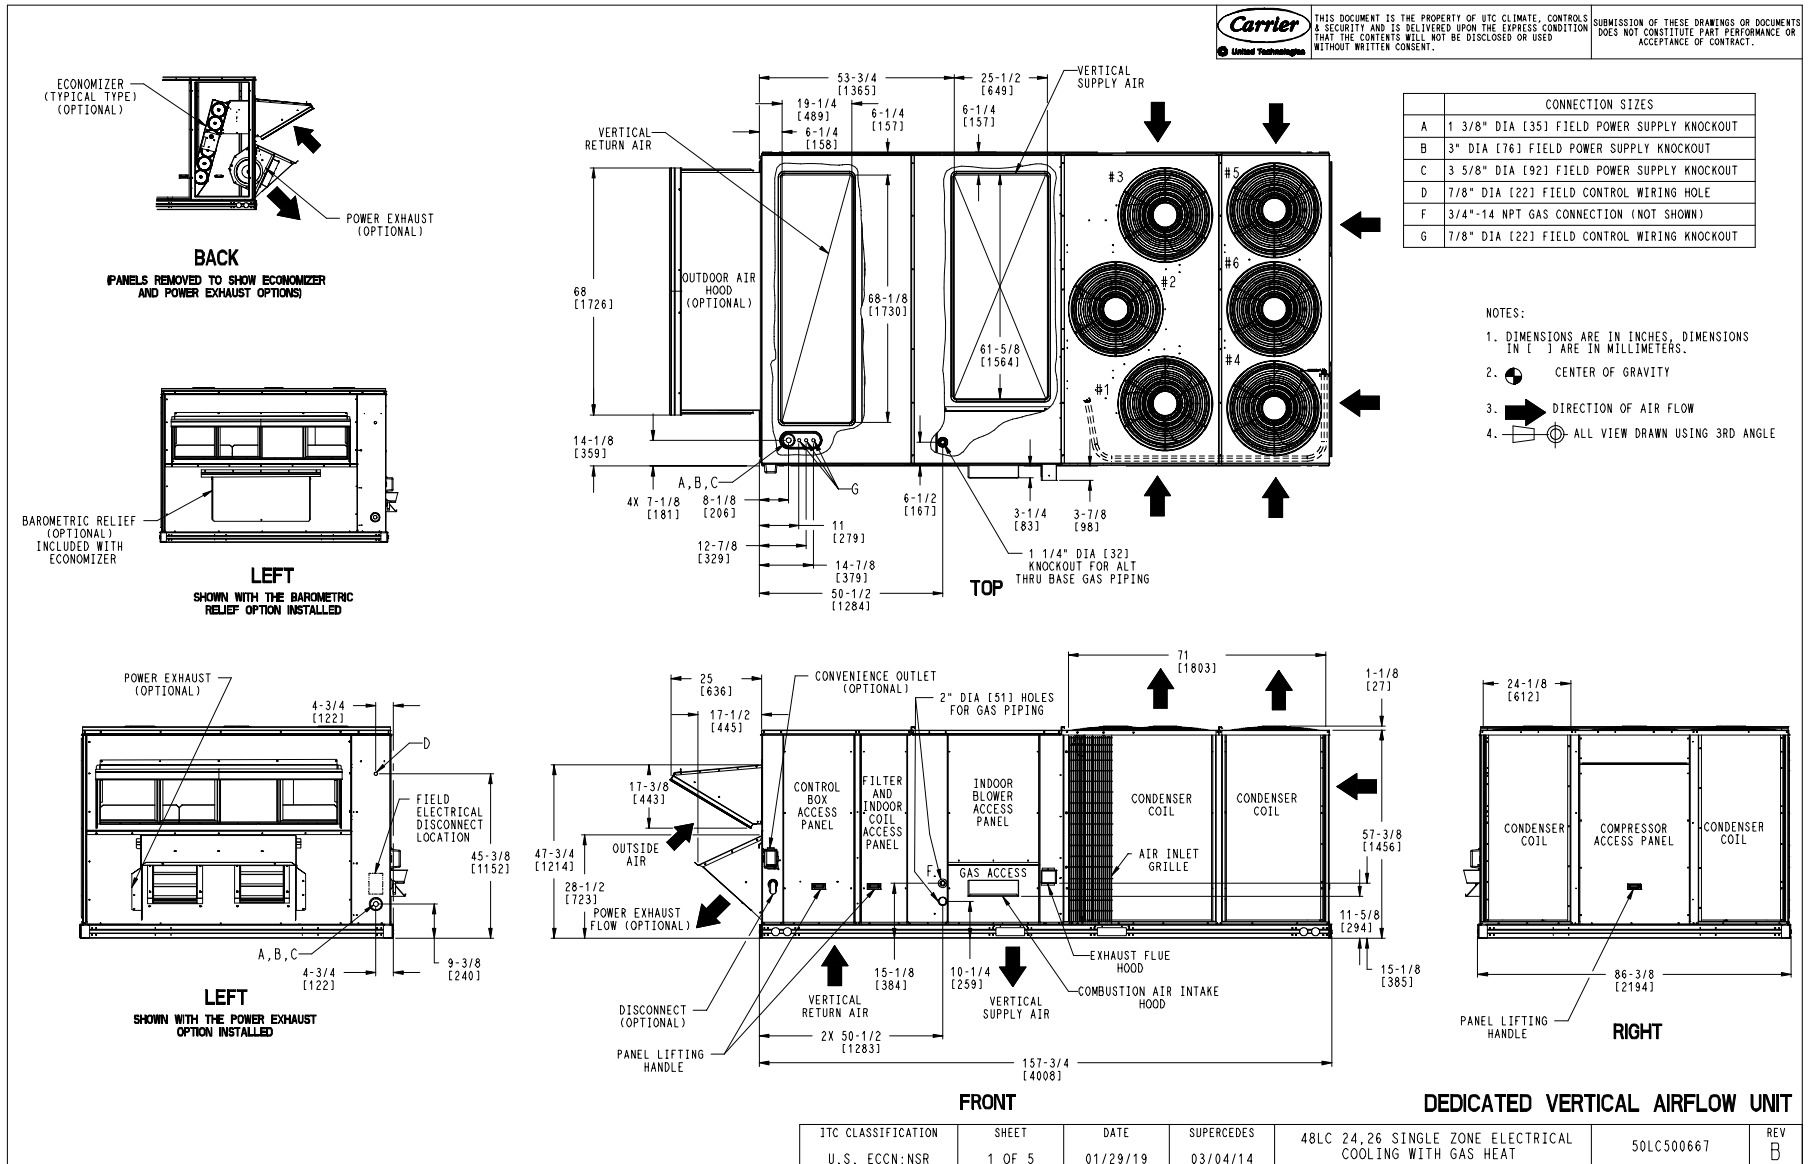 Carrier
United Technologies
THIS DOCUMENT IS THE PROPERTY OF UTC CLIMATE, CONTROLS
& SECURITY AND IS DELIVERED UPON THE EXPRESS CONDITION
THAT THE CONTENTS WILL NOT BE DISCLOSED OR USED
WITHOUT WRITTEN CONSENT.
SUBMISSION OF THESE DRAWINGS OR DOCUMENTS
DOES NOT CONSTITUTE PART PERFORMANCE OR
ACCEPTANCE OF CONTRACT.
ECONOMIZER
(TYPICAL TYPE)
(OPTIONAL)
POWER EXHAUST
(OPTIONAL)
BACK
(PANELS REMOVED TO SHOW ECONOMIZER
AND POWER EXHAUST OPTIONS)
53-3/4
[1365]
25-1/2
[649]
VERTICAL
SUPPLY AIR
19-1/4
[489]
6-1/4
[157]
6-1/4
[157]
6-1/4
[158]
VERTICAL
RETURN AIR
68
[1726]
OUTDOOR AIR
HOOD
(OPTIONAL)
68-1/8
[1730]
61-5/8
[1564]
#3
#5
#2
#6
#1
#4
14-1/8
[359]
A,B,C
G
4X 7-1/8
[181]
8-1/8
[206]
11
[279]
12-7/8
[329]
14-7/8
[379]
50-1/2
[1284]
6-1/2
[167]
3-1/4
[83]
3-7/8
[98]
1 1/4" DIA [32]
KNOCKOUT FOR ALT
THRU BASE GAS PIPING
TOP
CONNECTION SIZES
A 1 3/8" DIA [35] FIELD POWER SUPPLY KNOCKOUT
B 3" DIA [76] FIELD POWER SUPPLY KNOCKOUT
C 3 5/8" DIA [92] FIELD POWER SUPPLY KNOCKOUT
D 7/8" DIA [22] FIELD CONTROL WIRING HOLE
F 3/4"-14 NPT GAS CONNECTION (NOT SHOWN)
G 7/8" DIA [22] FIELD CONTROL WIRING KNOCKOUT
NOTES:
1. DIMENSIONS ARE IN INCHES, DIMENSIONS
IN [ ] ARE IN MILLIMETERS.
2. CENTER OF GRAVITY
3. DIRECTION OF AIR FLOW
4. ALL VIEW DRAWN USING 3RD ANGLE
BAROMETRIC RELIEF
(OPTIONAL)
INCLUDED WITH
ECONOMIZER
LEFT
SHOWN WITH THE BAROMETRIC
RELIEF OPTION INSTALLED
POWER EXHAUST
(OPTIONAL)
4-3/4
[122]
D
FIELD
ELECTRICAL
DISCONNECT
LOCATION
45-3/8
[1152]
A,B,C
4-3/4
[122]
9-3/8
[240]
LEFT
SHOWN WITH THE POWER EXHAUST
OPTION INSTALLED
25
[636]
17-1/2
[445]
CONVENIENCE OUTLET
(OPTIONAL)
2" DIA [51] HOLES
FOR GAS PIPING
71
[1803]
1-1/8
[27]
17-3/8
[443]
OUTSIDE
AIR
47-3/4
[1214]
28-1/2
[723]
POWER EXHAUST
FLOW (OPTIONAL)
CONTROL
BOX
ACCESS
PANEL
FILTER
AND
INDOOR
COIL
ACCESS
PANEL
INDOOR
BLOWER
ACCESS
PANEL
F
GAS ACCESS
CONDENSER
COIL
CONDENSER
COIL
AIR INLET
GRILLE
57-3/8
[1456]
11-5/8
[294]
15-1/8
[385]
15-1/8
[384]
10-1/4
[259]
EXHAUST FLUE
HOOD
COMBUSTION AIR INTAKE
HOOD
DISCONNECT
(OPTIONAL)
VERTICAL
RETURN AIR
VERTICAL
SUPPLY AIR
2X 50-1/2
[1283]
PANEL LIFTING
HANDLE
157-3/4
[4008]
FRONT
24-1/8
[612]
CONDENSER
COIL
COMPRESSOR
ACCESS PANEL
CONDENSER
COIL
86-3/8
[2194]
PANEL LIFTING
HANDLE
RIGHT
DEDICATED VERTICAL AIRFLOW UNIT
ITC CLASSIFICATION
U.S. ECCN:NSR
SHEET
1 OF 5
DATE
01/29/19
SUPERCEDES
03/04/14
48LC 24,26 SINGLE ZONE ELECTRICAL
COOLING WITH GAS HEAT
50LC500667
REV
B